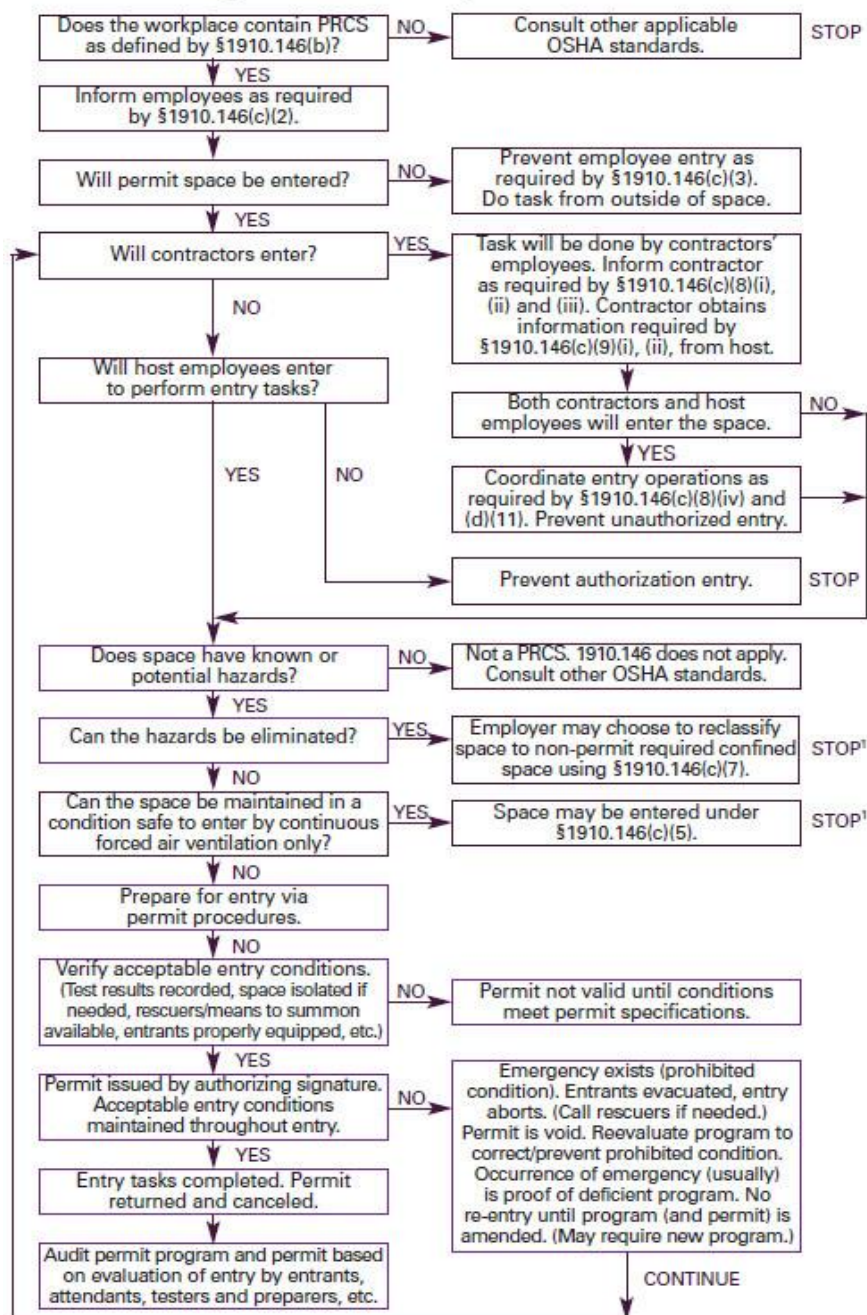 Does the workplace contain PRCS
as defined by §1910.146(b)?
NO
Consult other applicable
OSHA standards.
STOP
YES
Inform employees as required
by §1910.146(c)(2).
Will permit space be entered?
NO
Prevent employee entry as
required by §1910.146(c)(3).
Do task from outside of space.
YES
Will contractors enter?
YES
Task will be done by contractors'
employees. Inform contractor
as required by §1910.146(c)(8)(i),
(ii) and (iii). Contractor obtains
information required by
§1910.146(c)(9)(i), (ii), from host.
NO
Will host employees enter
to perform entry tasks?
Both contractors and host
employees will enter the space.
NO
YES
YES
NO
Coordinate entry operations as
required by §1910.146(c)(8)(iv) and
(d)(11). Prevent unauthorized entry.
Prevent authorization entry.
STOP
Does space have known or
potential hazards?
NO
Not a PRCS. 1910.146 does not apply.
Consult other OSHA standards.
YES
Can the hazards be eliminated?
YES
Employer may choose to reclassify
space to non-permit required confined
space using §1910.146(c)(7).
STOP¹
NO
Can the space be maintained in a
condition safe to enter by continuous
forced air ventilation only?
YES
Space may be entered under
§1910.146(c)(5).
STOP¹
NO
Prepare for entry via
permit procedures.
NO
Verify acceptable entry conditions.
(Test results recorded, space isolated if
needed, rescuers/means to summon
available, entrants properly equipped, etc.)
NO
Permit not valid until conditions
meet permit specifications.
YES
Permit issued by authorizing signature.
Acceptable entry conditions
maintained throughout entry.
NO
Emergency exists (prohibited
condition). Entrants evacuated, entry
aborts. (Call rescuers if needed.)
Permit is void. Reevaluate program to
correct/prevent prohibited condition.
Occurrence of emergency (usually)
is proof of deficient program. No
re-entry until program (and permit) is
amended. (May require new program.)
YES
Entry tasks completed. Permit
returned and canceled.
Audit permit program and permit based
on evaluation of entry by entrants,
attendants, testers and preparers, etc.
CONTINUE